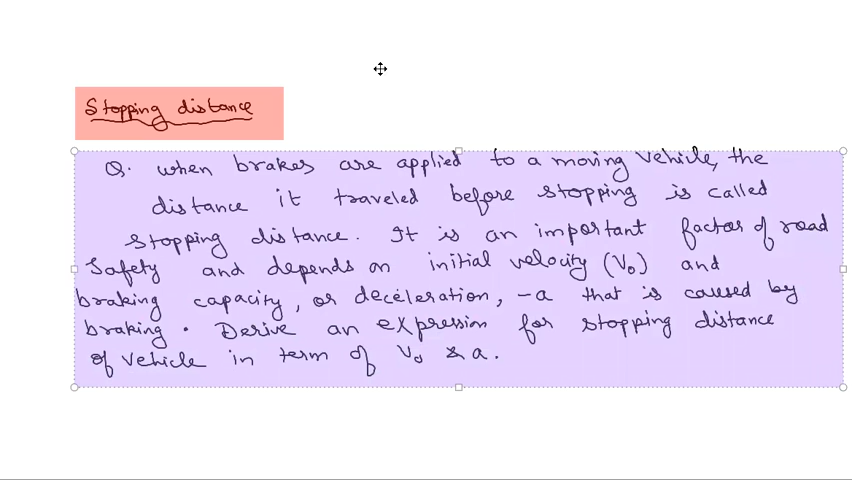 Stopping distance
Q. when brakes are applied to a moving vehicle, the
distance it traveled before stopping is called
stopping distance. It is an important factor of road
Safety and depends on initial velocity (V₀) and
braking capacity, or deceleration, -a that is caused by
braking. Derive an expression for stopping distance
of vehicle in term of V₀ & a.